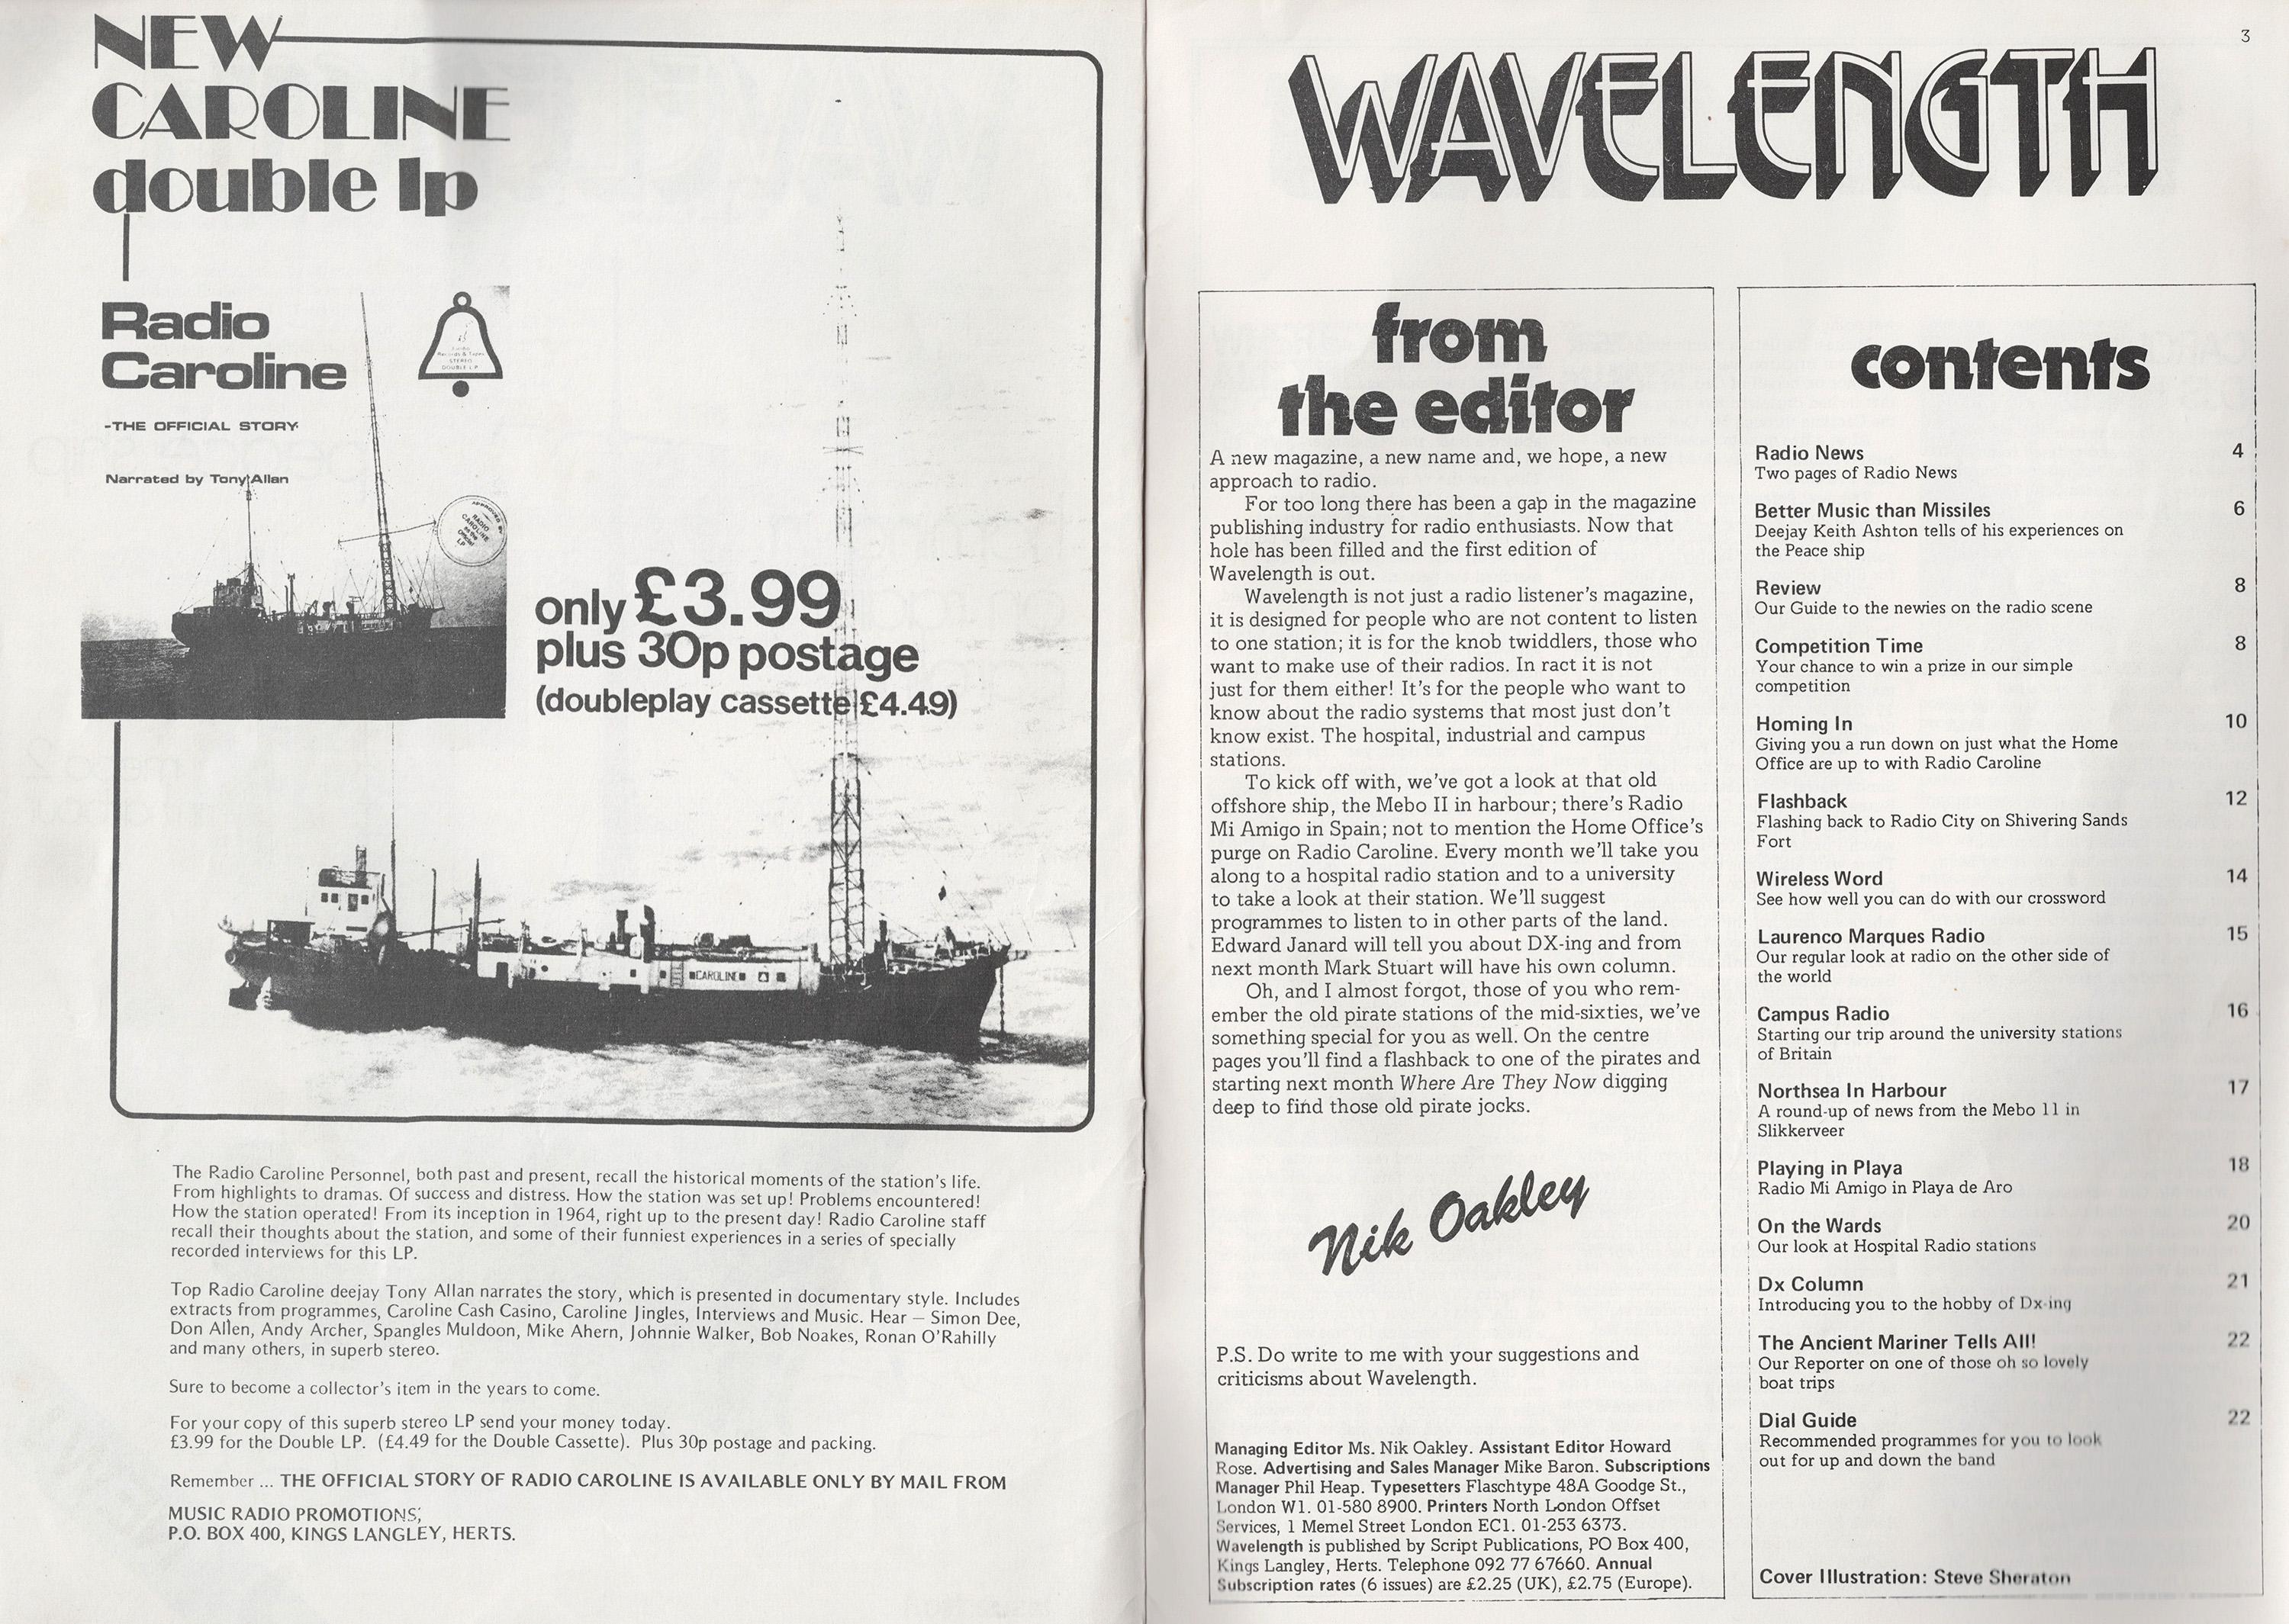 NEW
CAROLINE
double lp
Radio
Caroline
-THE OFFICIAL STORY-
Narrated by Tony Allan
Records & Tapes
STEREO
DOUBLE L.P
APPROVED BY
RADIO
CAROLINE
as the
Official
LP
only £3.99
plus 30p postage
(doubleplay cassette £4.49)
CAROLINE
The Radio Caroline Personnel, both past and present, recall the historical moments of the station's life.
From highlights to dramas. Of success and distress. How the station was set up! Problems encountered!
How the station operated! From its inception in 1964, right up to the present day! Radio Caroline staff
recall their thoughts about the station, and some of their funniest experiences in a series of specially
recorded interviews for this LP.
Top Radio Caroline deejay Tony Allan narrates the story, which is presented in documentary style. Includes
extracts from programmes, Caroline Cash Casino, Caroline Jingles, Interviews and Music. Hear — Simon Dee,
Don Allen, Andy Archer, Spangles Muldoon, Mike Ahern, Johnnie Walker, Bob Noakes, Ronan O'Rahilly
and many others, in superb stereo.
Sure to become a collector's item in the years to come.
For your copy of this superb stereo LP send your money today.
£3.99 for the Double LP. (£4.49 for the Double Cassette). Plus 30p postage and packing.
Remember ... THE OFFICIAL STORY OF RADIO CAROLINE IS AVAILABLE ONLY BY MAIL FROM
MUSIC RADIO PROMOTIONS,
P.O. BOX 400, KINGS LANGLEY, HERTS.
3
WAVELENGTH
from
the editor
A new magazine, a new name and, we hope, a new
approach to radio.
For too long there has been a gap in the magazine
publishing industry for radio enthusiasts. Now that
hole has been filled and the first edition of
Wavelength is out.
Wavelength is not just a radio listener's magazine,
it is designed for people who are not content to listen
to one station; it is for the knob twiddlers, those who
want to make use of their radios. In ract it is not
just for them either! It's for the people who want to
know about the radio systems that most just don't
know exist. The hospital, industrial and campus
stations.
To kick off with, we've got a look at that old
offshore ship, the Mebo II in harbour; there's Radio
Mi Amigo in Spain; not to mention the Home Office's
purge on Radio Caroline. Every month we'll take you
along to a hospital radio station and to a university
to take a look at their station. We'll suggest
programmes to listen to in other parts of the land.
Edward Janard will tell you about DX-ing and from
next month Mark Stuart will have his own column.
Oh, and I almost forgot, those of you who rem-
ember the old pirate stations of the mid-sixties, we've
something special for you as well. On the centre
pages you'll find a flashback to one of the pirates and
starting next month Where Are They Now digging
deep to find those old pirate jocks.
Nik Oakley
P.S. Do write to me with your suggestions and
criticisms about Wavelength.
Managing Editor Ms. Nik Oakley. Assistant Editor Howard
Rose. Advertising and Sales Manager Mike Baron. Subscriptions
Manager Phil Heap. Typesetters Flaschtype 48A Goodge St.,
London W1. 01-580 8900. Printers North London Offset
Services, 1 Memel Street London EC1. 01-253 6373.
Wavelength is published by Script Publications, PO Box 400,
Kings Langley, Herts. Telephone 092 77 67660. Annual
Subscription rates (6 issues) are £2.25 (UK), £2.75 (Europe).
contents
Radio News 4
Two pages of Radio News
Better Music than Missiles 6
Deejay Keith Ashton tells of his experiences on
the Peace ship
Review 8
Our Guide to the newies on the radio scene
Competition Time 8
Your chance to win a prize in our simple
competition
Homing In 10
Giving you a run down on just what the Home
Office are up to with Radio Caroline
Flashback 12
Flashing back to Radio City on Shivering Sands
Fort
Wireless Word 14
See how well you can do with our crossword
Laurenco Marques Radio 15
Our regular look at radio on the other side of
the world
Campus Radio 16
Starting our trip around the university stations
of Britain
Northsea In Harbour 17
A round-up of news from the Mebo 11 in
Slikkerveer
Playing in Playa 18
Radio Mi Amigo in Playa de Aro
On the Wards 20
Our look at Hospital Radio stations
Dx Column 21
Introducing you to the hobby of Dx-ing
The Ancient Mariner Tells All! 22
Our Reporter on one of those oh so lovely
boat trips
Dial Guide 22
Recommended programmes for you to look
out for up and down the band
Cover Illustration: Steve Sheraton